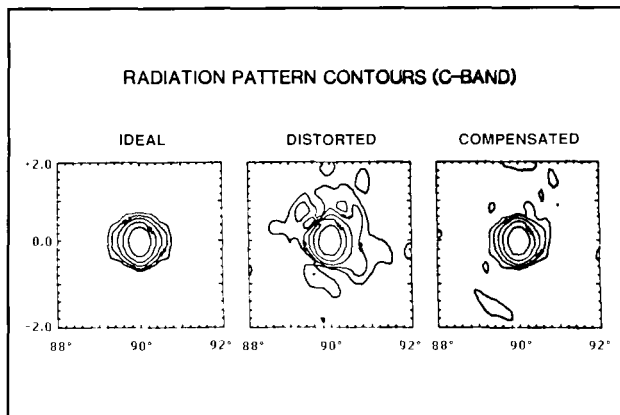 RADIATION PATTERN CONTOURS (C-BAND)
IDEAL DISTORTED COMPENSATED
+2.0
0.0
-2.0
88° 90° 92° 88° 90° 92° 88° 90° 92°